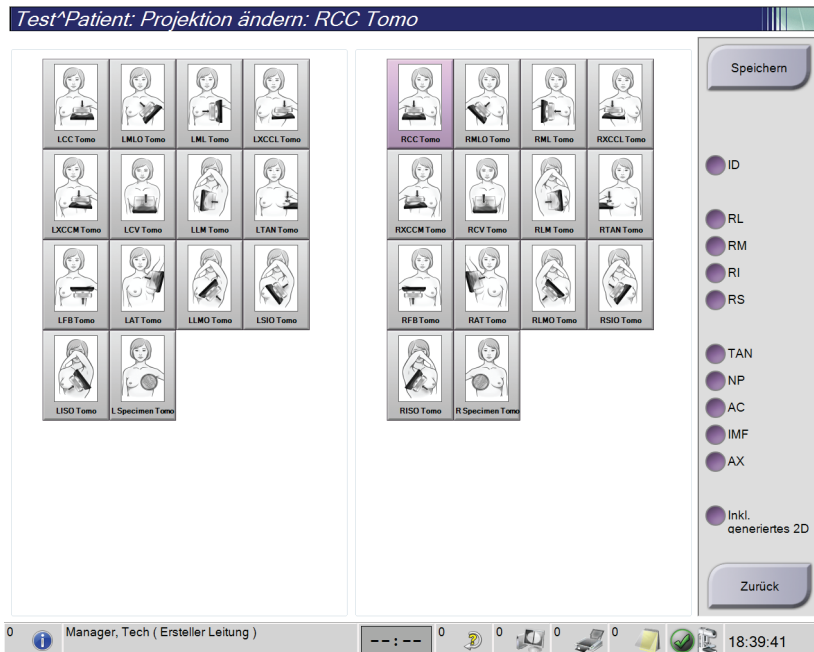 Test^Patient: Projektion ändern: RCC Tomo
LCC Tomo
LMLO Tomo
LML Tomo
LXCCL Tomo
LXCCM Tomo
LCV Tomo
LLM Tomo
LTAN Tomo
LFB Tomo
LAT Tomo
LLMO Tomo
LSIO Tomo
LISO Tomo
L Specimen Tomo
RCC Tomo
RMLO Tomo
RML Tomo
RXCCL Tomo
RXCCM Tomo
RCV Tomo
RLM Tomo
RTAN Tomo
RFB Tomo
RAT Tomo
RLMO Tomo
RSIO Tomo
RISO Tomo
R Specimen Tomo
Speichern
ID
RL
RM
RI
RS
TAN
NP
AC
IMF
AX
Inkl.
generiertes 2D
Zurück
0
Manager, Tech ( Ersteller Leitung )
--:--
0
0
0
0
18:39:41